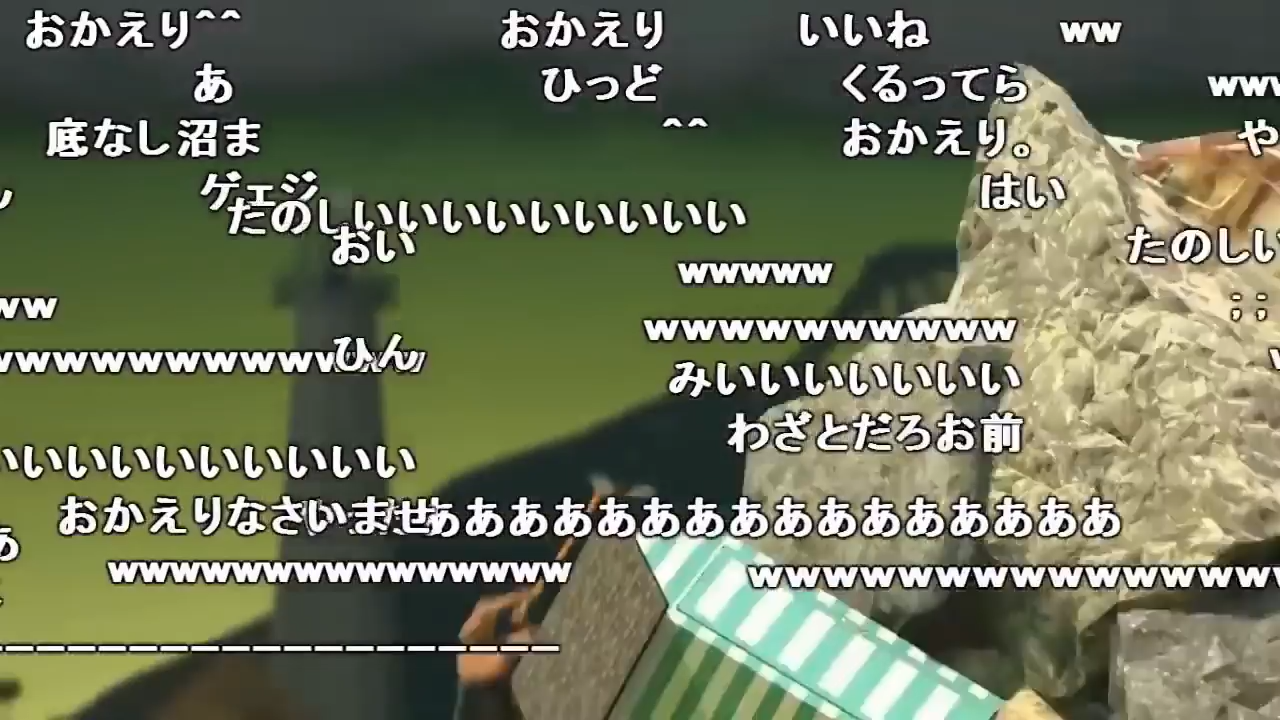 おかえり^^ おかえり いいね ww
あ ひっど くるってら www
底なし沼ま ^^ おかえり。 や
ゲェジ はい
たのしいいいいいいいいい
おい たのしい
wwwww
ww ；；
wwwwwwwwwww
ひん
みいいいいいいい
わざとだろお前
いいいいいいいいいい
おかえりなさいませ ああああああああああああああああ
あ
wwwwwwwwwwwwwww wwwwwwwwwwwwww
ーーーーーーーーーーーーーーーーーーー